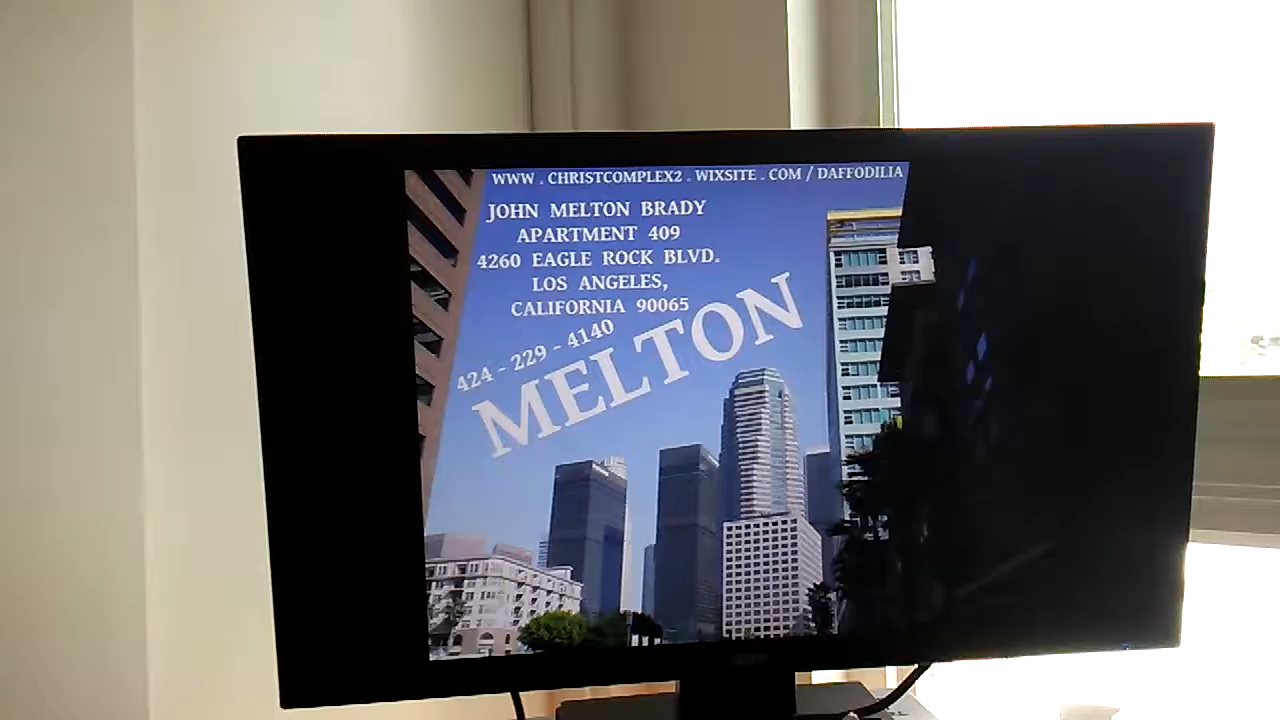 WWW . CHRISTCOMPLEX2 . WIXSITE . COM / DAFFODILIA
JOHN MELTON BRADY
APARTMENT 409
4260 EAGLE ROCK BLVD.
LOS ANGELES,
CALIFORNIA 90065
424 - 229 - 4140
MELTON